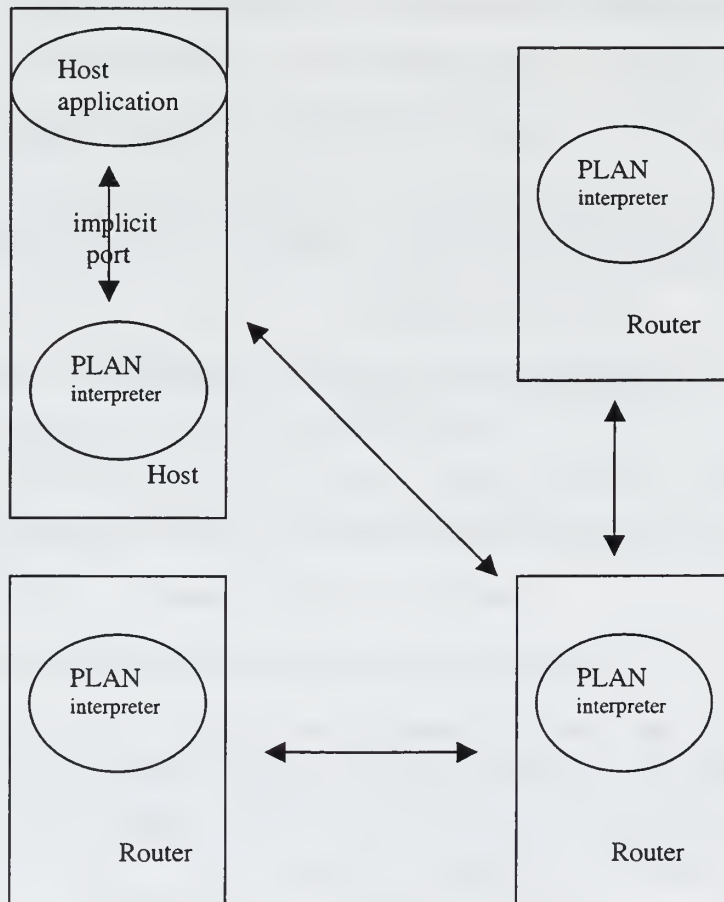 Host
application
implicit
port
PLAN
interpreter
Host
PLAN
interpreter
Router
PLAN
interpreter
Router
PLAN
interpreter
Router